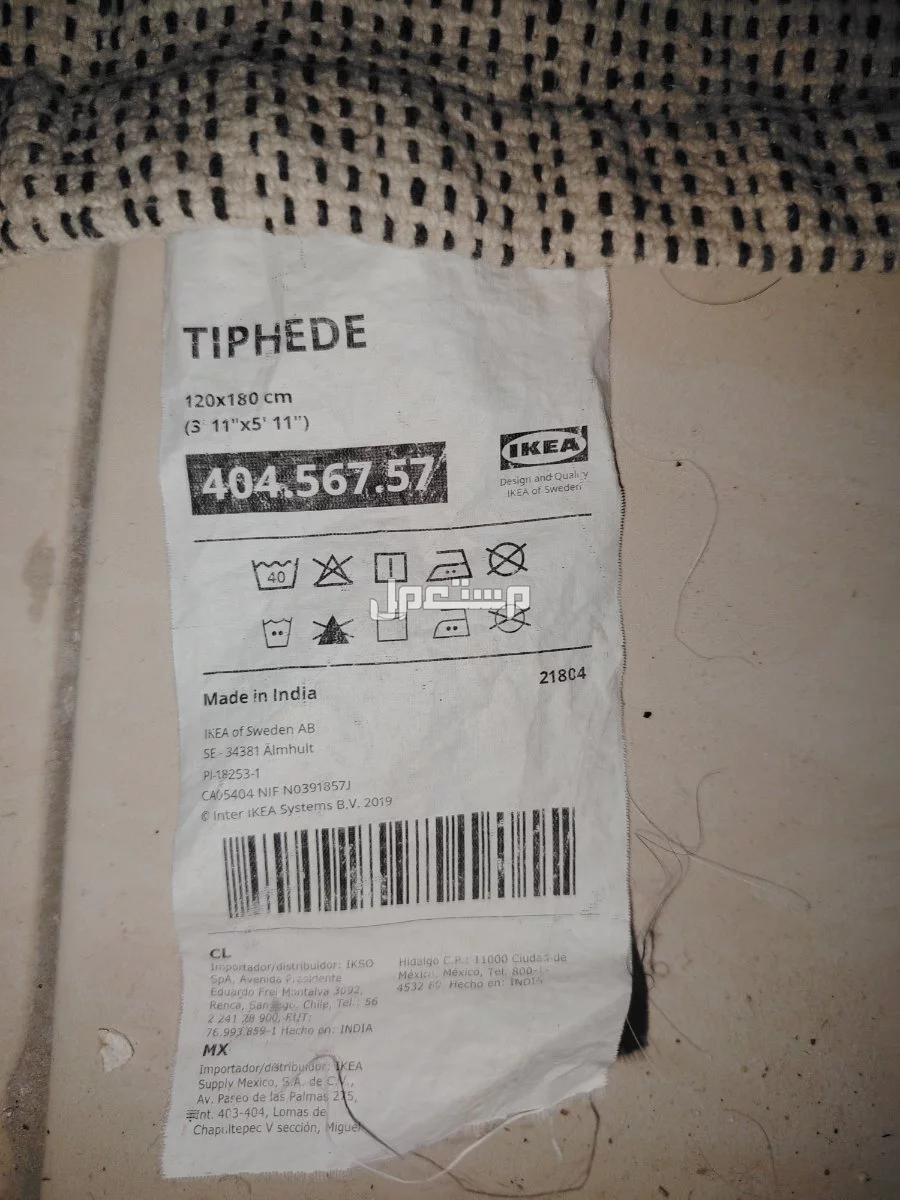 TIPHEDE
120x180 cm
(3' 11"x5' 11")
404.567.57
IKEA
Design and Quality
IKEA of Sweden
40
مستعمل
Made in India
21804
IKEA of Sweden AB
SE - 34381 Älmhult
PI-18253-1
CA05404 NIF N0391857J
© Inter IKEA Systems B.V. 2019
CL
Importador/distribuidor: IKSO
SpA, Avenida Presidente
Eduardo Frei Montalva 3092,
Renca, Santiago, Chile, Tel.: 56
2 241 28 900, RUT:
76.993.859-1 Hecho en: INDIA
MX
Importador/distribuidor: IKEA
Supply Mexico, S.A. de C.V.,
Av. Paseo de las Palmas 275,
Int. 403-404, Lomas de
Chapultepec V sección, Miguel
Hidalgo C.P.: 11000 Ciudad de
México, México, Tel. 800-
4532 Hecho en: INDIA